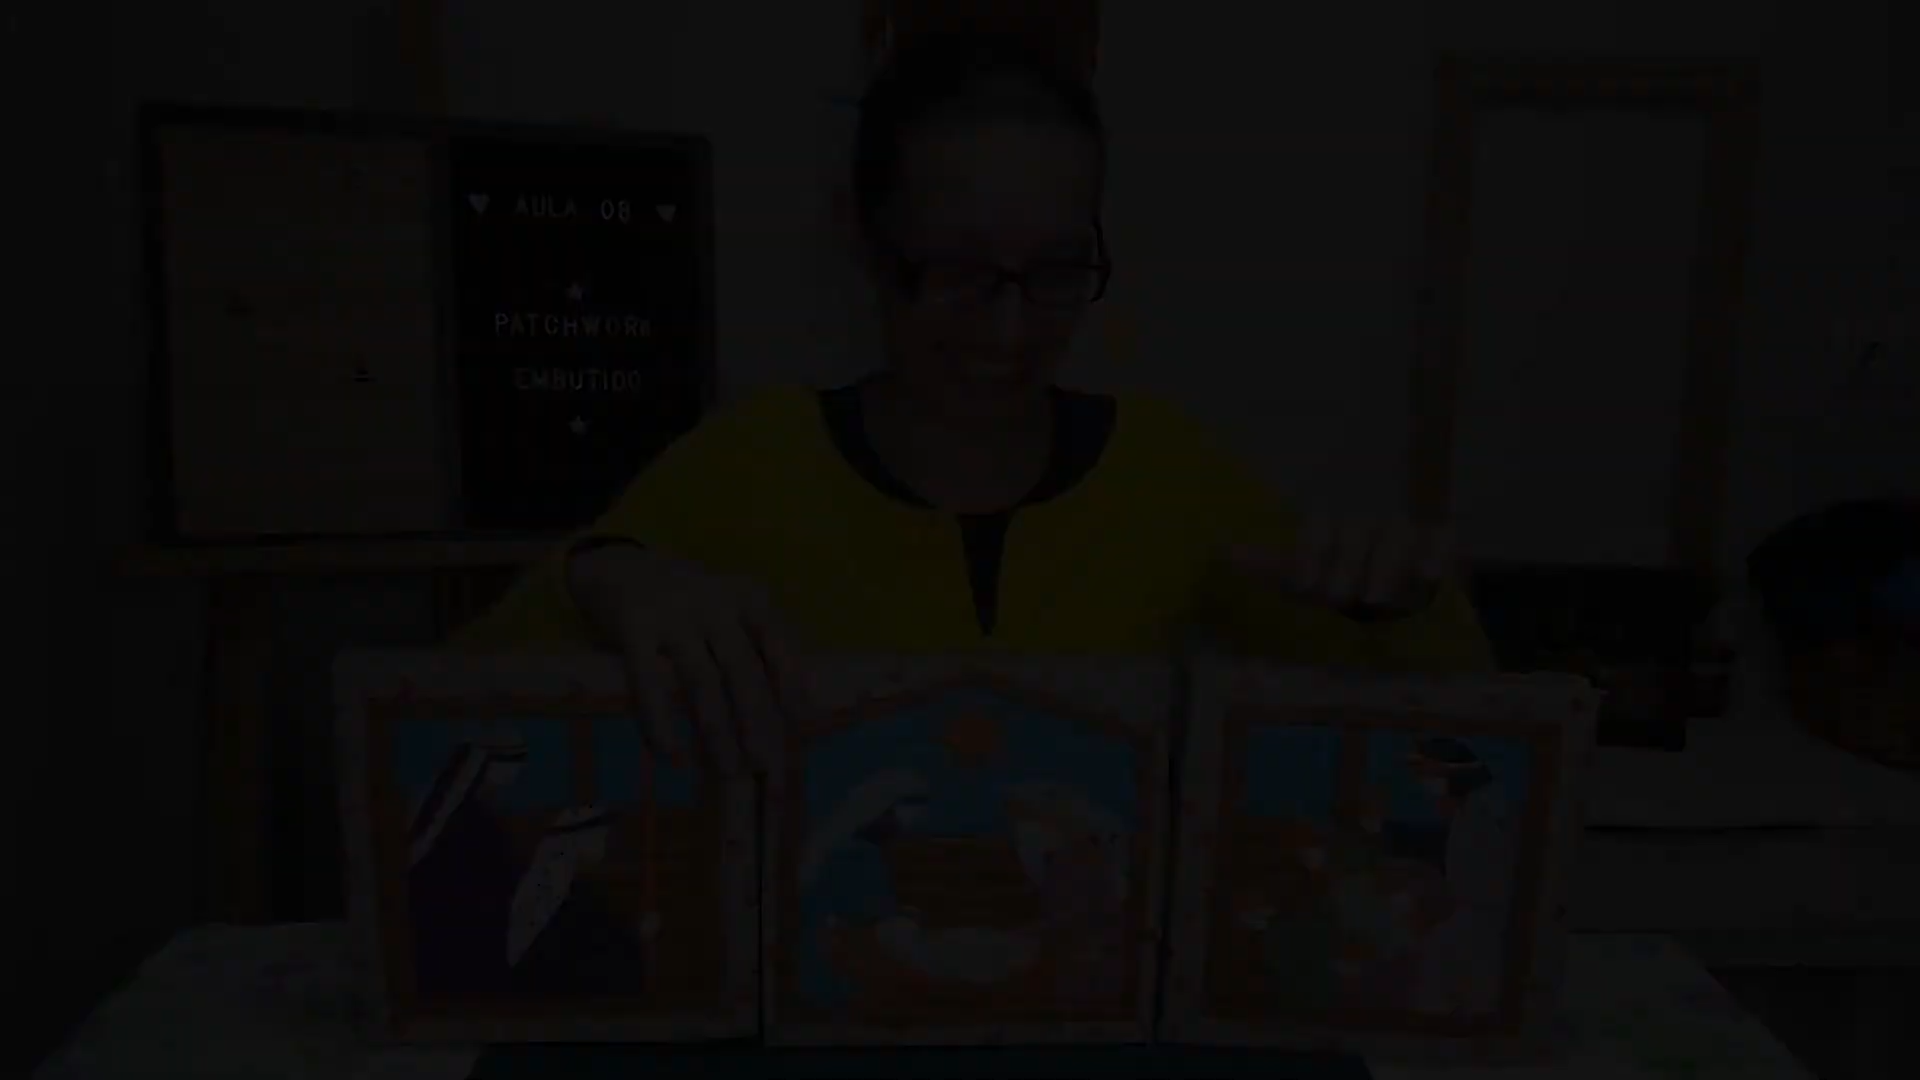 ♥ AULA 08 ♥
★
PATCHWORK
EMBUTIDO
★